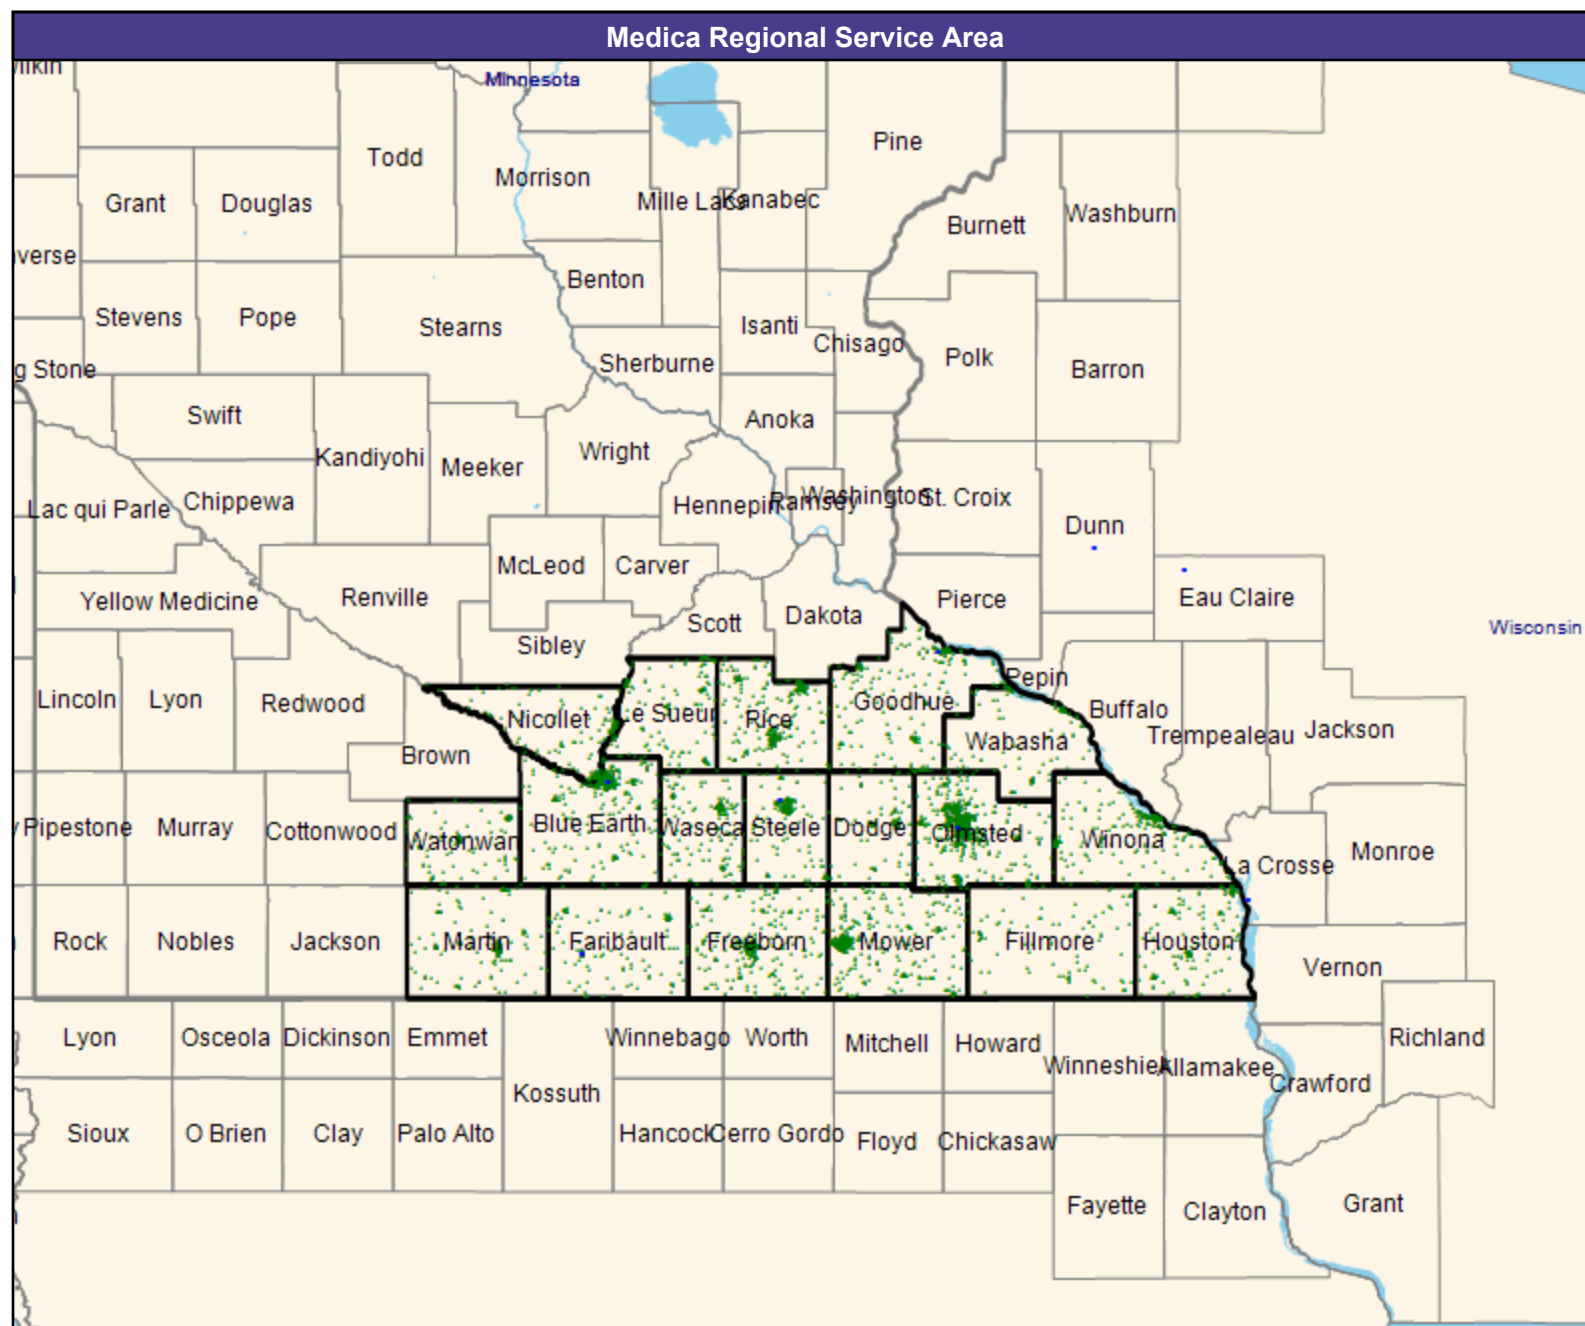 Medica Regional Service Area
Minnesota
Todd
Pine
Morrison
Grant
Douglas
Mille Lacs
Kanabec
Burnett
Washburn
Benton
Stevens
Pope
Stearns
Isanti
Chisago
Sherburne
Polk
Barron
g Stone
Swift
Anoka
Kandiyohi
Meeker
Wright
Lac qui Parle
Chippewa
Hennepin
Ramsey
Washington
St. Croix
Dunn
McLeod
Carver
Yellow Medicine
Renville
Pierce
Eau Claire
Scott
Dakota
Wisconsin
Sibley
Pepin
Lincoln
Lyon
Redwood
Nicollet
Le Sueur
Rice
Goodhue
Buffalo
Trempealeau
Jackson
Brown
Wabasha
Pipestone
Murray
Cottonwood
Watonwan
Blue Earth
Waseca
Steele
Dodge
Olmsted
Winona
La Crosse
Monroe
Rock
Nobles
Jackson
Martin
Faribault
Freeborn
Mower
Fillmore
Houston
Vernon
Lyon
Osceola
Dickinson
Emmet
Winnebago
Worth
Mitchell
Howard
Richland
Kossuth
Winneshiek
Allamakee
Crawford
Sioux
O Brien
Clay
Palo Alto
Hancock
Cerro Gordo
Floyd
Chickasaw
Fayette
Clayton
Grant